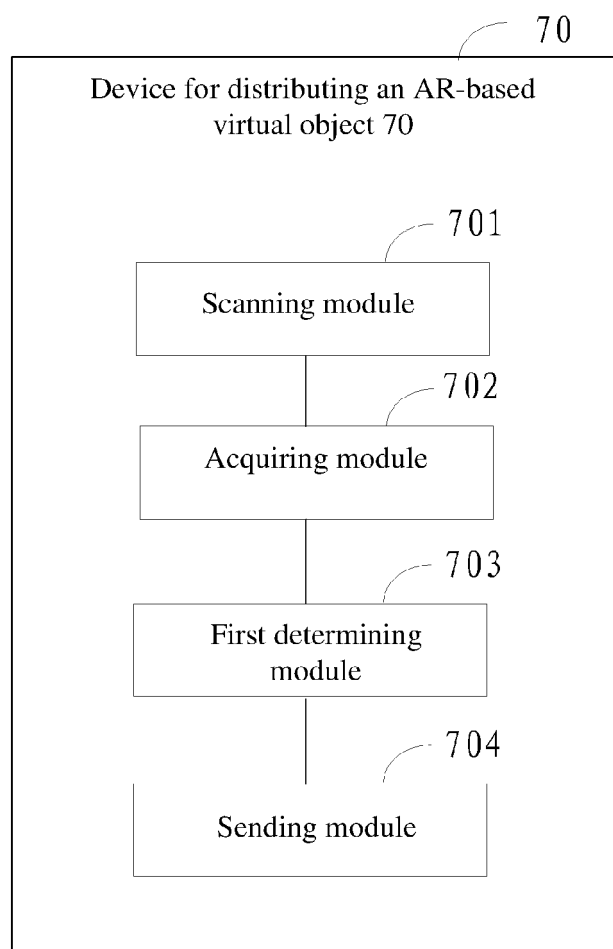 70
Device for distributing an AR-based
virtual object 70
701
Scanning module
702
Acquiring module
703
First determining
module
704
Sending module